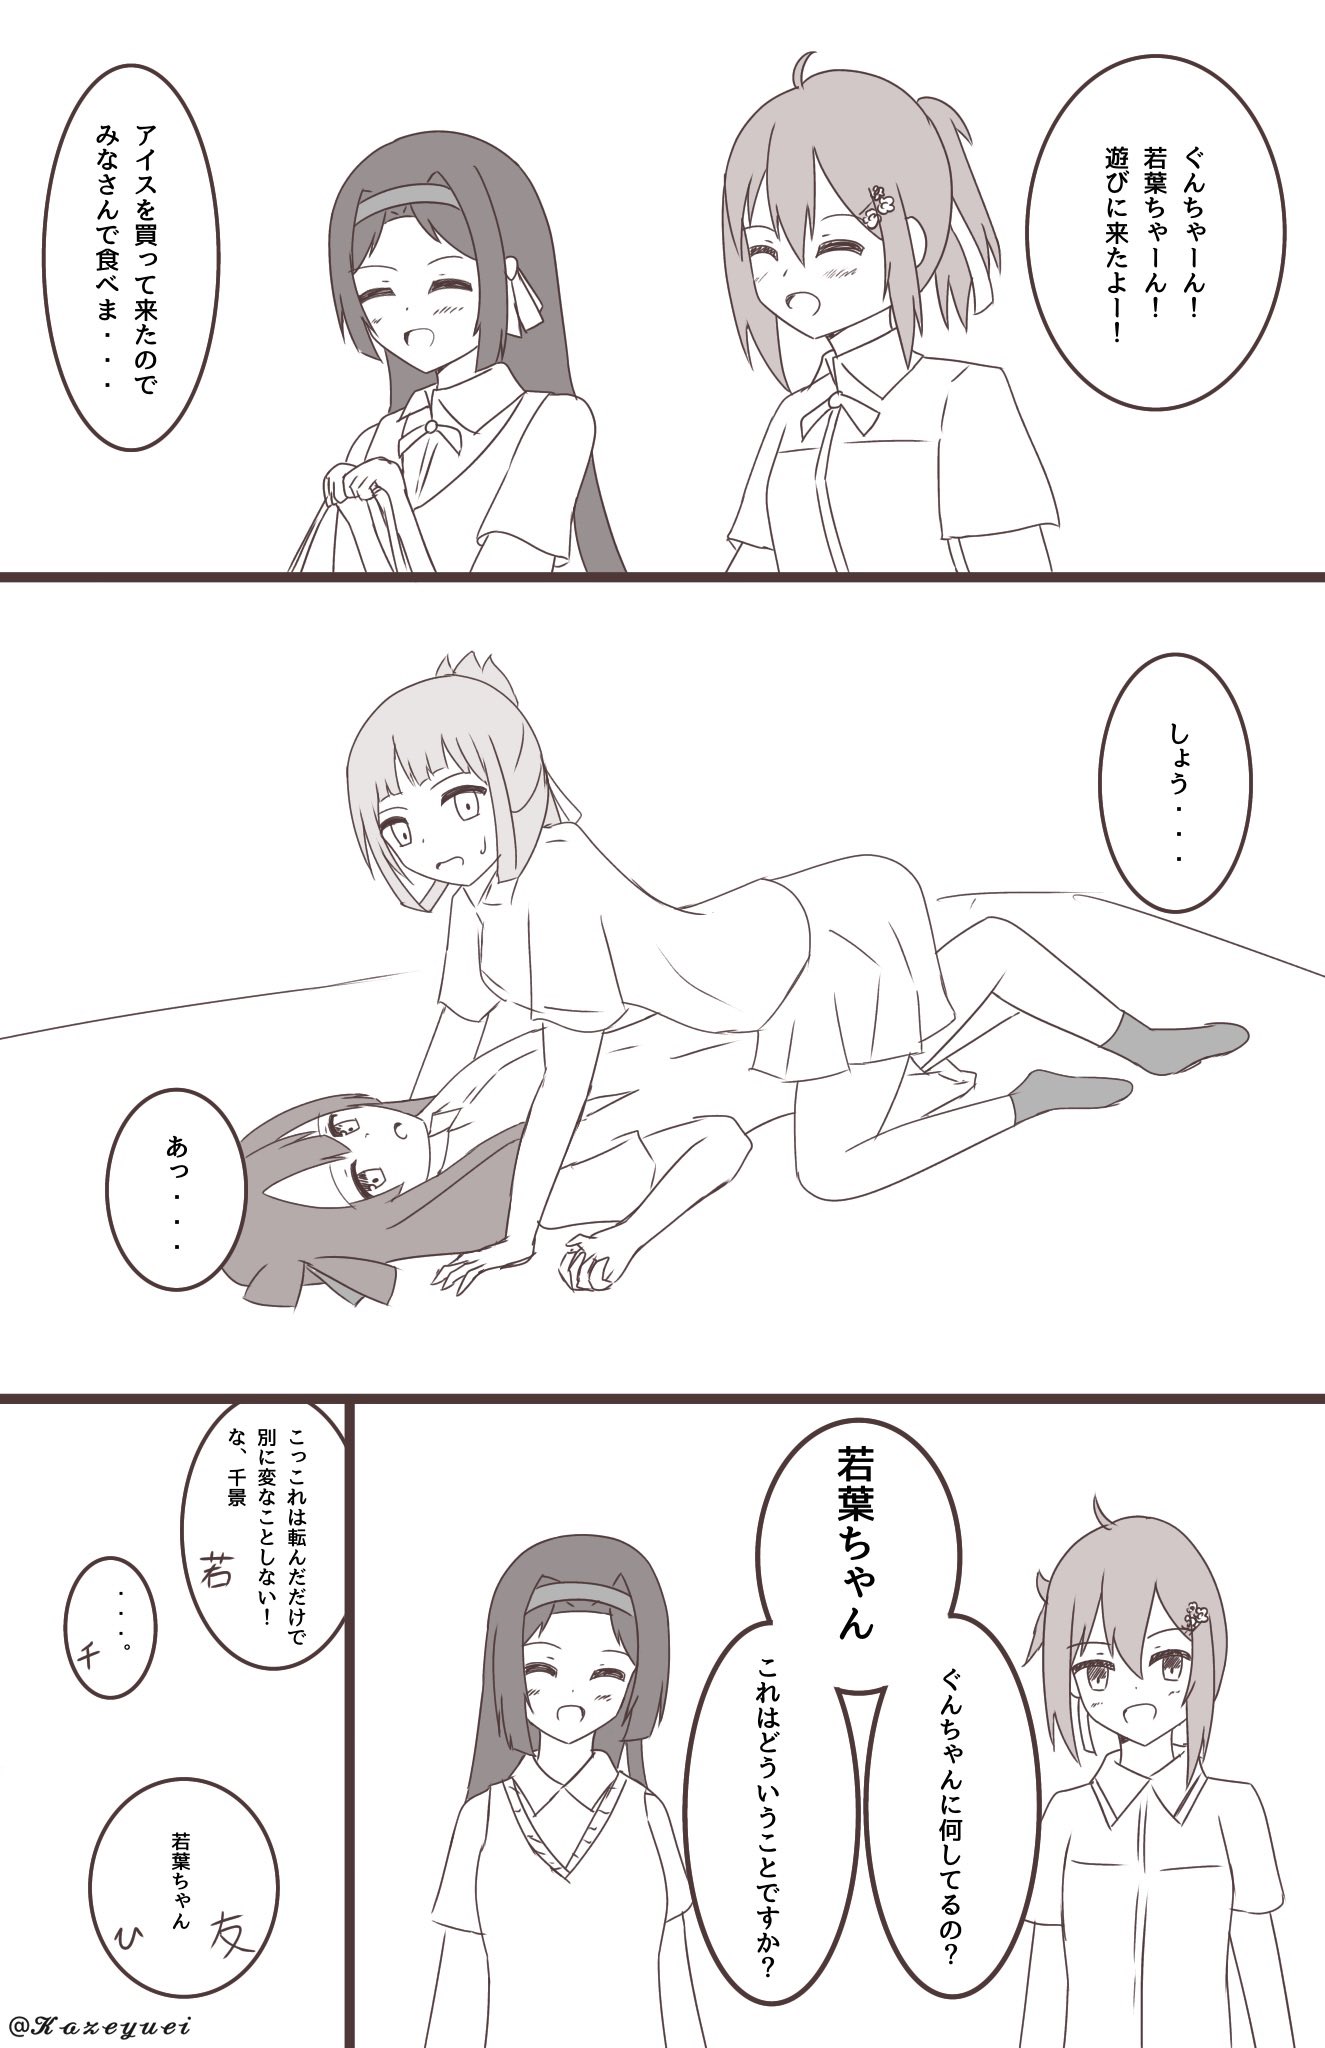 ぐんちゃーん！
若葉ちゃーん！
遊びに来たよー！
アイスを買って来たので
みなさんで食べま・・・
しょう・・・
あっ・・・
若葉ちゃん
ぐんちゃんに何してるの？
これはどういうことですか？
こっこれは転んだだけで
別に変なことしない！
な、千景
若
・・・。
千
若葉ちゃん
友
ひ
@Kazeyuei